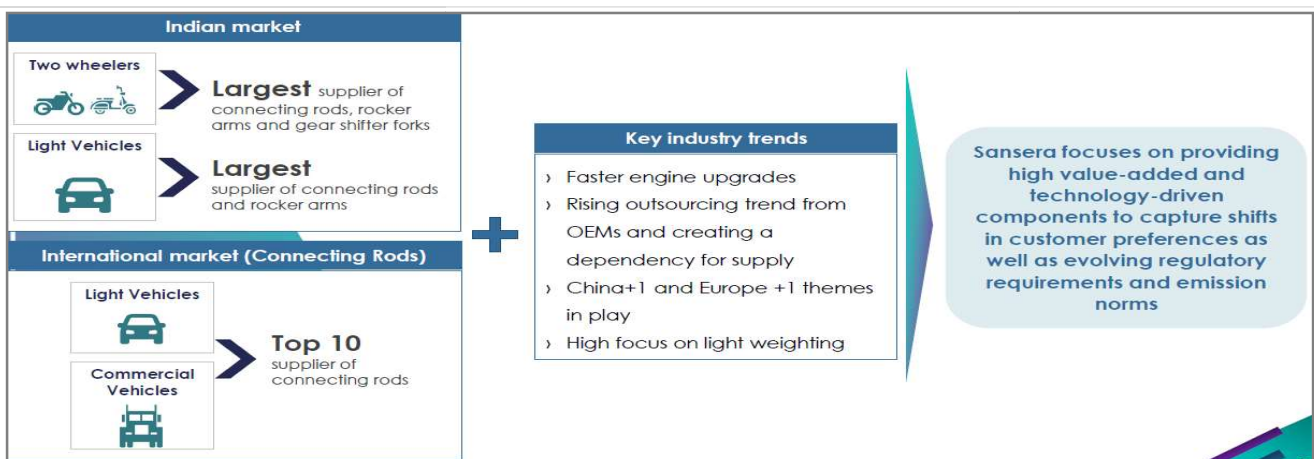 Indian market
Two wheelers
Largest supplier of
connecting rods, rocker
arms and gear shifter forks
Light Vehicles
Largest
supplier of connecting rods
and rocker arms
International market (Connecting Rods)
Light Vehicles
Top 10
supplier of
connecting rods
Commercial
Vehicles
Key industry trends
› Faster engine upgrades
› Rising outsourcing trend from
OEMs and creating a
dependency for supply
› China+1 and Europe +1 themes
in play
› High focus on light weighting
Sansera focuses on providing
high value-added and
technology-driven
components to capture shifts
in customer preferences as
well as evolving regulatory
requirements and emission
norms